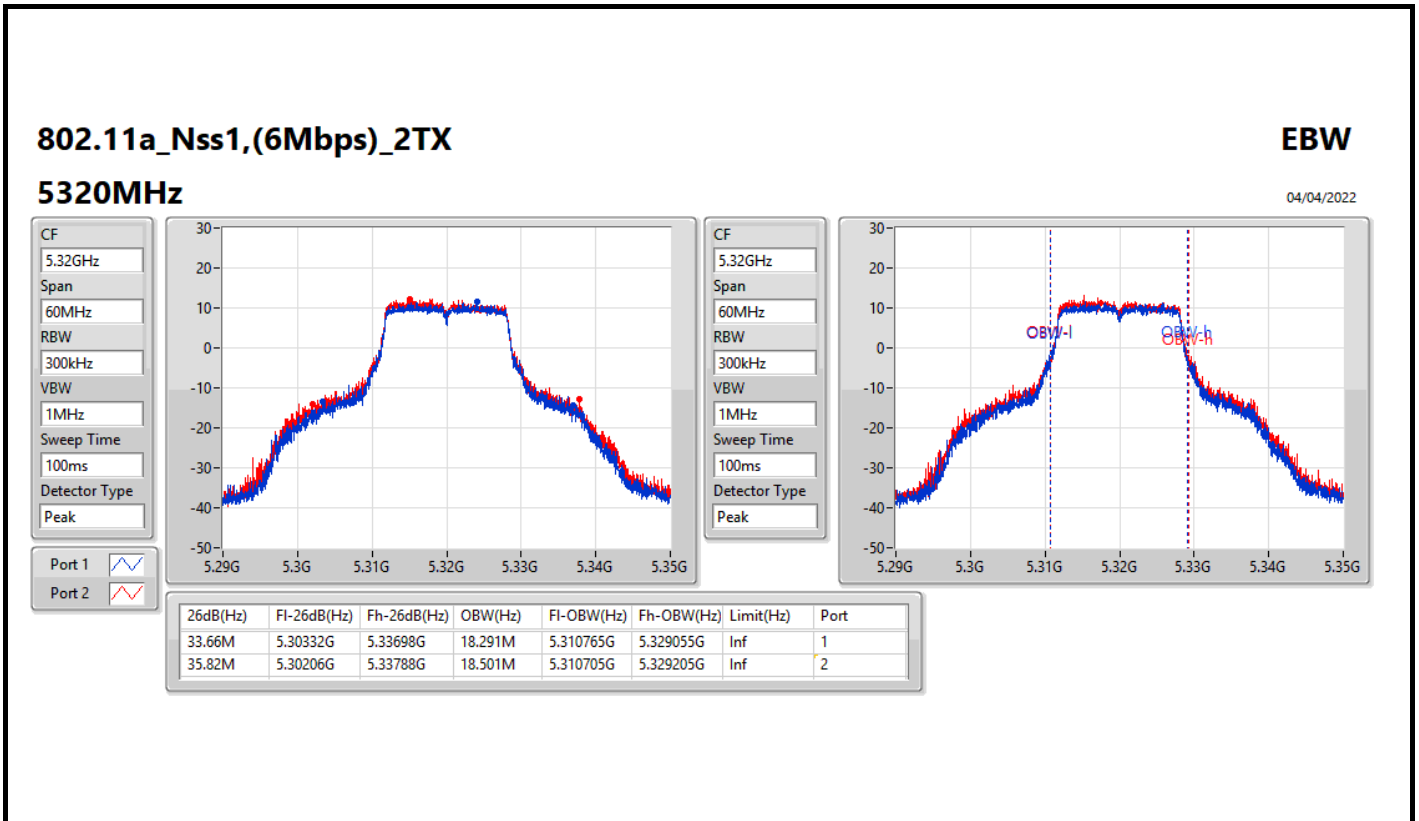 802.11a_Nss1,(6Mbps)_2TX
EBW
5320MHz
04/04/2022
CF
5.32GHz
Span
60MHz
RBW
300kHz
VBW
1MHz
Sweep Time
100ms
Detector Type
Peak
Port 1
Port 2
30
20
10
0
-10
-20
-30
-40
-50
5.29G 5.3G 5.31G 5.32G 5.33G 5.34G 5.35G
CF
5.32GHz
Span
60MHz
RBW
300kHz
VBW
1MHz
Sweep Time
100ms
Detector Type
Peak
30
20
10
0
-10
-20
-30
-40
-50
OBW-l
OBW-h
OBW-h
5.29G 5.3G 5.31G 5.32G 5.33G 5.34G 5.35G
26dB(Hz) Fl-26dB(Hz) Fh-26dB(Hz) OBW(Hz) Fl-OBW(Hz) Fh-OBW(Hz) Limit(Hz) Port
33.66M 5.30332G 5.33698G 18.291M 5.310765G 5.329055G Inf 1
35.82M 5.30206G 5.33788G 18.501M 5.310705G 5.329205G Inf 2